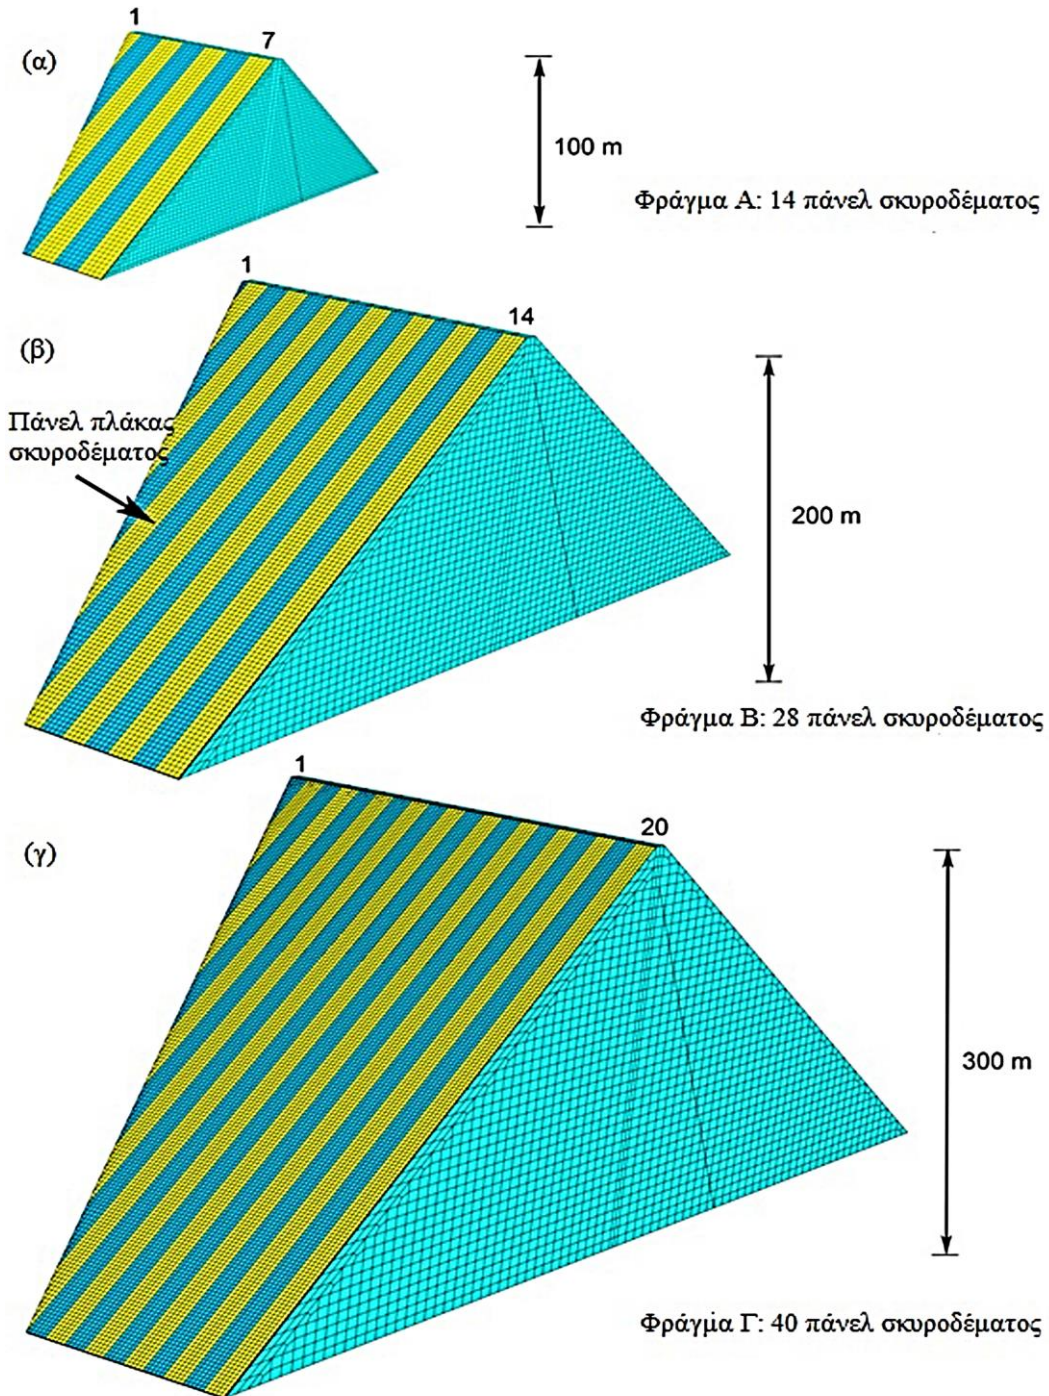 1
7
(α)
100 m
Φράγμα Α: 14 πάνελ σκυροδέματος
1
14
(β)
Πάνελ πλάκας
σκυροδέματος
200 m
Φράγμα Β: 28 πάνελ σκυροδέματος
1
20
(γ)
300 m
Φράγμα Γ: 40 πάνελ σκυροδέματος